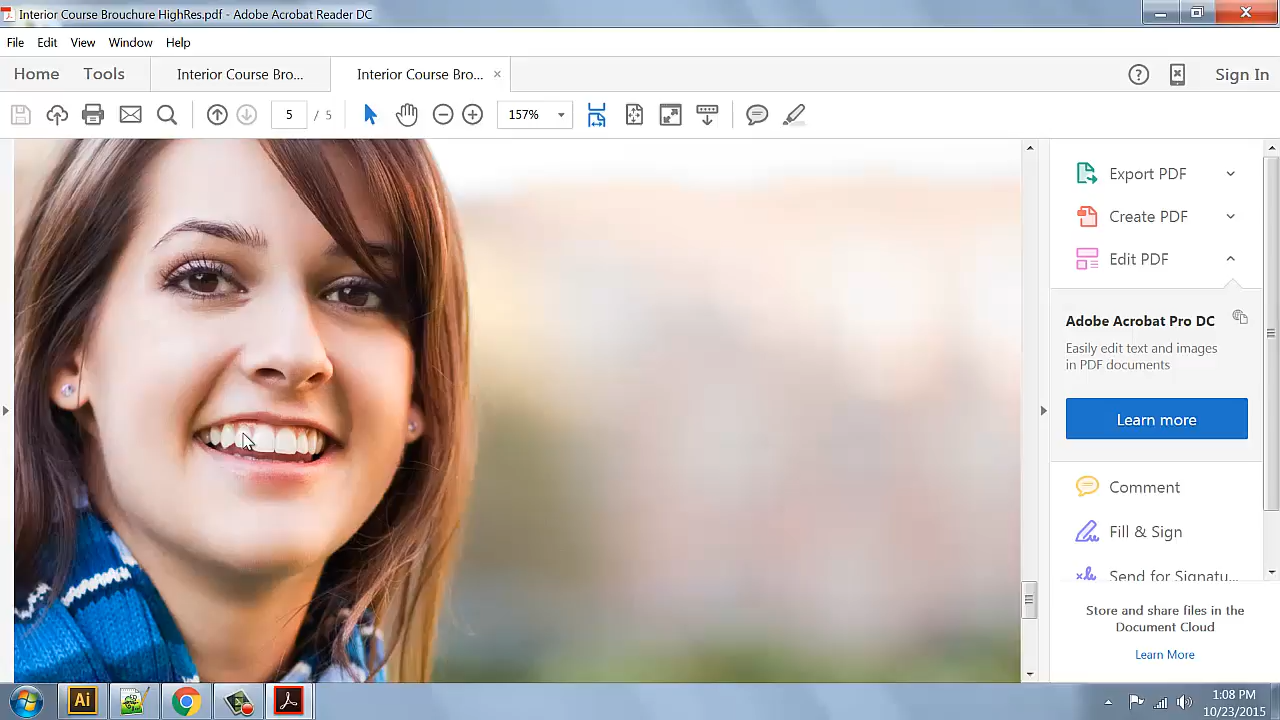 Interior Course Brouchure HighRes.pdf - Adobe Acrobat Reader DC
File Edit View Window Help
Home Tools Interior Course Bro... Interior Course Bro... × Sign In
5 / 5 157%
Export PDF
Create PDF
Edit PDF
Adobe Acrobat Pro DC
Easily edit text and images
in PDF documents
Learn more
Comment
Fill & Sign
Send for Signatu...
Store and share files in the
Document Cloud
Learn More
Ai
1:08 PM
10/23/2015